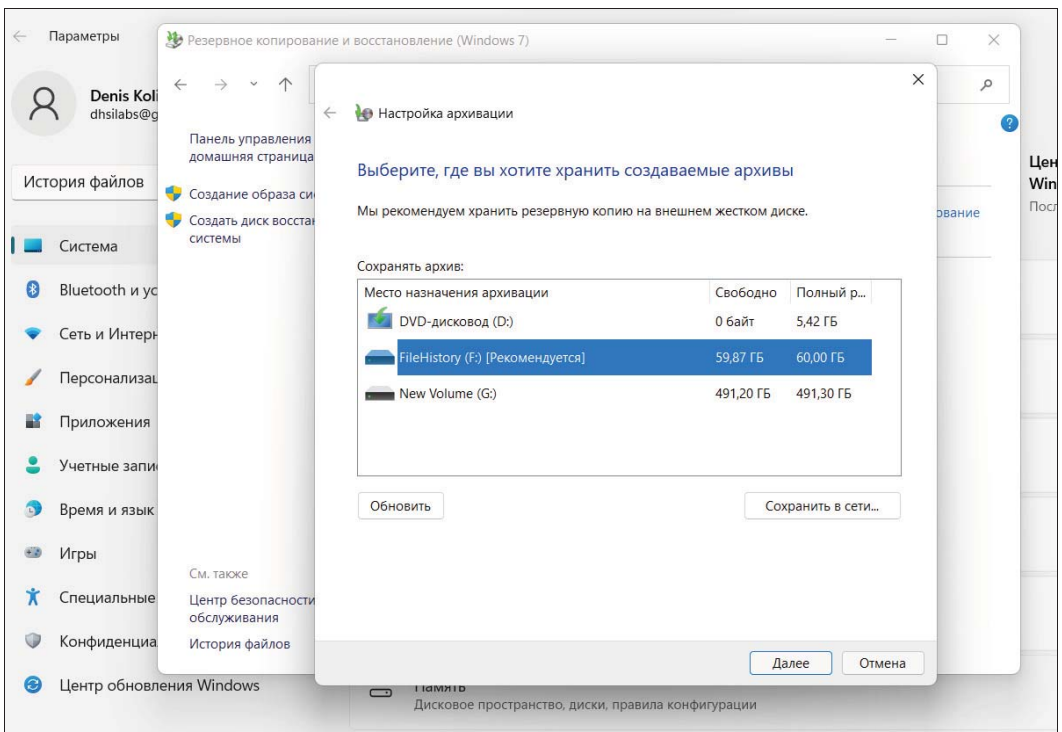 Параметры
Denis Koli
dhsilabs@g
История файлов
Система
Bluetooth и ус
Сеть и Интерн
Персонализац
Приложения
Учетные запи
Время и язык
Игры
Специальные
Конфиденциа
Центр обновления Windows
Резервное копирование и восстановление (Windows 7)
Панель управления
домашняя страница
Создание образа си
Создать диск восста
системы
См. также
Центр безопасности
обслуживания
История файлов
Настройка архивации
Выберите, где вы хотите хранить создаваемые архивы
Мы рекомендуем хранить резервную копию на внешнем жестком диске.
Сохранять архив:
Место назначения архивации Свободно Полный р...
DVD-дисковод (D:) 0 байт 5,42 ГБ
FileHistory (F:) [Рекомендуется] 59,87 ГБ 60,00 ГБ
New Volume (G:) 491,20 ГБ 491,30 ГБ
Обновить Сохранить в сети...
Далее Отмена
ование
Цен
Win
Посл
Память
Дисковое пространство, диски, правила конфигурации